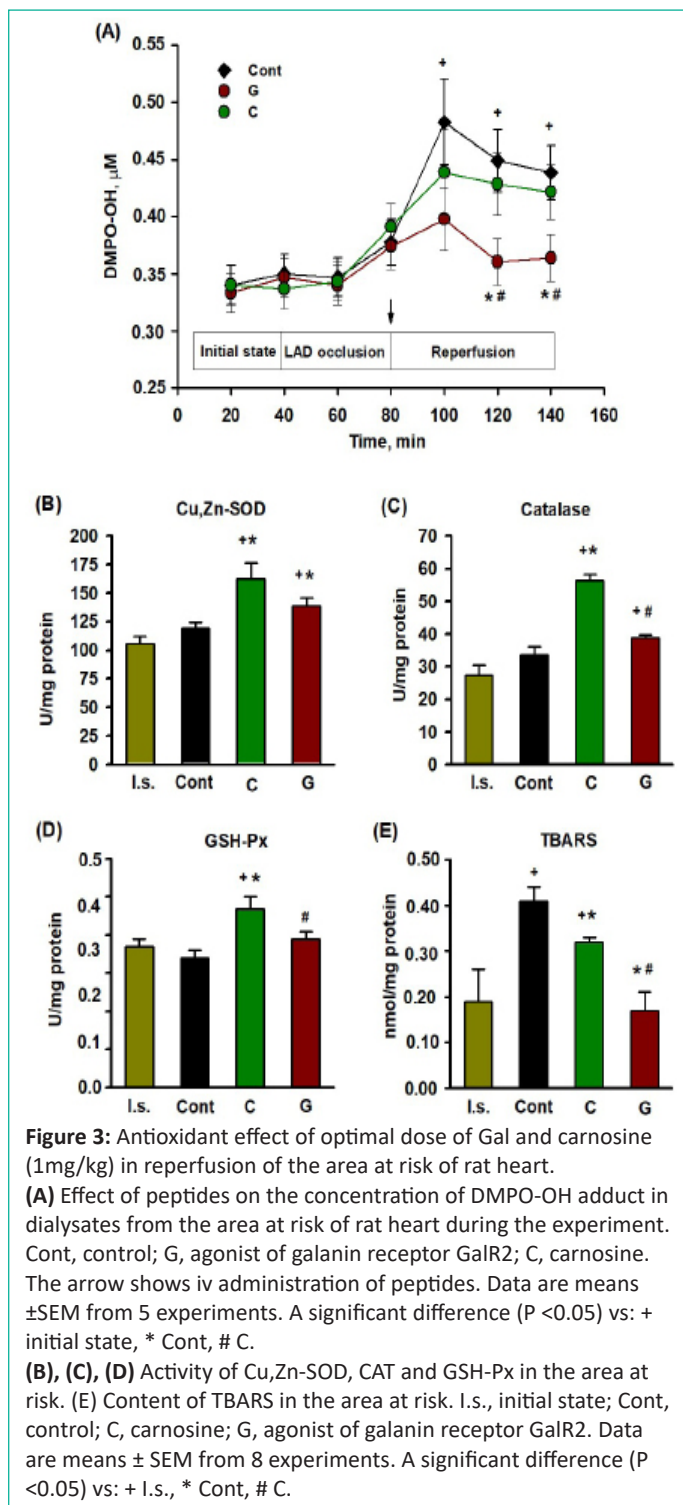 (A)
0.55
0.50
0.45
0.40
0.35
0.30
0.25
DMPO-OH, μM
Cont
G
C
+
+
+
*#
*#
Initial state
LAD occlusion
Reperfusion
0
20
40
60
80
100
120
140
160
Time, min
(B)
Cu,Zn-SOD
200
175
150
125
100
75
50
25
0
U/mg protein
+*
+*
I.s.
Cont
C
G
(C)
Catalase
70
60
50
40
30
20
10
0
U/mg protein
+*
+#
I.s.
Cont
C
G
(D)
GSH-Px
0.5
0.4
0.3
0.2
0.1
0.0
U/mg protein
+*
#
I.s.
Cont
C
G
(E)
TBARS
0.50
0.40
0.30
0.20
0.10
0.00
nmol/mg protein
+
+*
*#
I.s.
Cont
C
G
Figure 3: Antioxidant effect of optimal dose of Gal and carnosine
(1mg/kg) in reperfusion of the area at risk of rat heart.
(A) Effect of peptides on the concentration of DMPO-OH adduct in
dialysates from the area at risk of rat heart during the experiment.
Cont, control; G, agonist of galanin receptor GalR2; C, carnosine.
The arrow shows iv administration of peptides. Data are means
±SEM from 5 experiments. A significant difference (P <0.05) vs: +
initial state, * Cont, # C.
(B), (C), (D) Activity of Cu,Zn-SOD, CAT and GSH-Px in the area at
risk. (E) Content of TBARS in the area at risk. I.s., initial state; Cont,
control; C, carnosine; G, agonist of galanin receptor GalR2. Data
are means ± SEM from 8 experiments. A significant difference (P
<0.05) vs: + I.s., * Cont, # C.